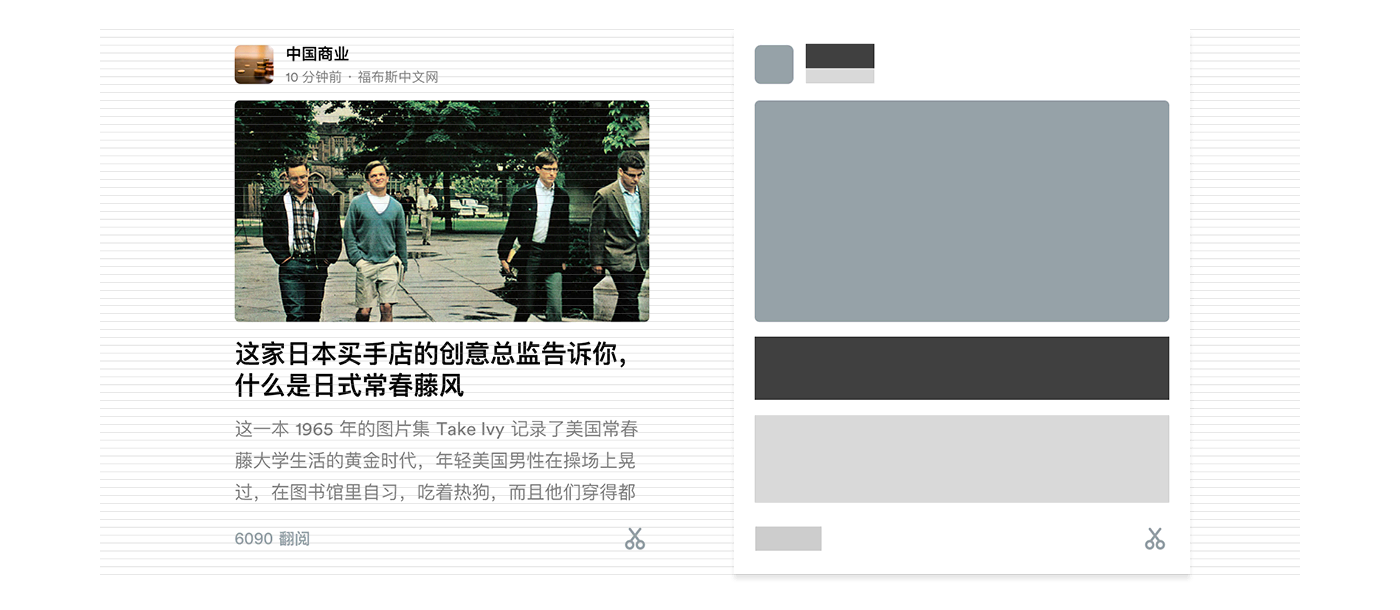 中国商业
10 分钟前 · 福布斯中文网
这家日本买手店的创意总监告诉你，
什么是日式常春藤风
这一本 1965 年的图片集 Take Ivy 记录了美国常春
藤大学生活的黄金时代，年轻美国男性在操场上晃
过，在图书馆里自习，吃着热狗，而且他们穿得都
6090 翻阅